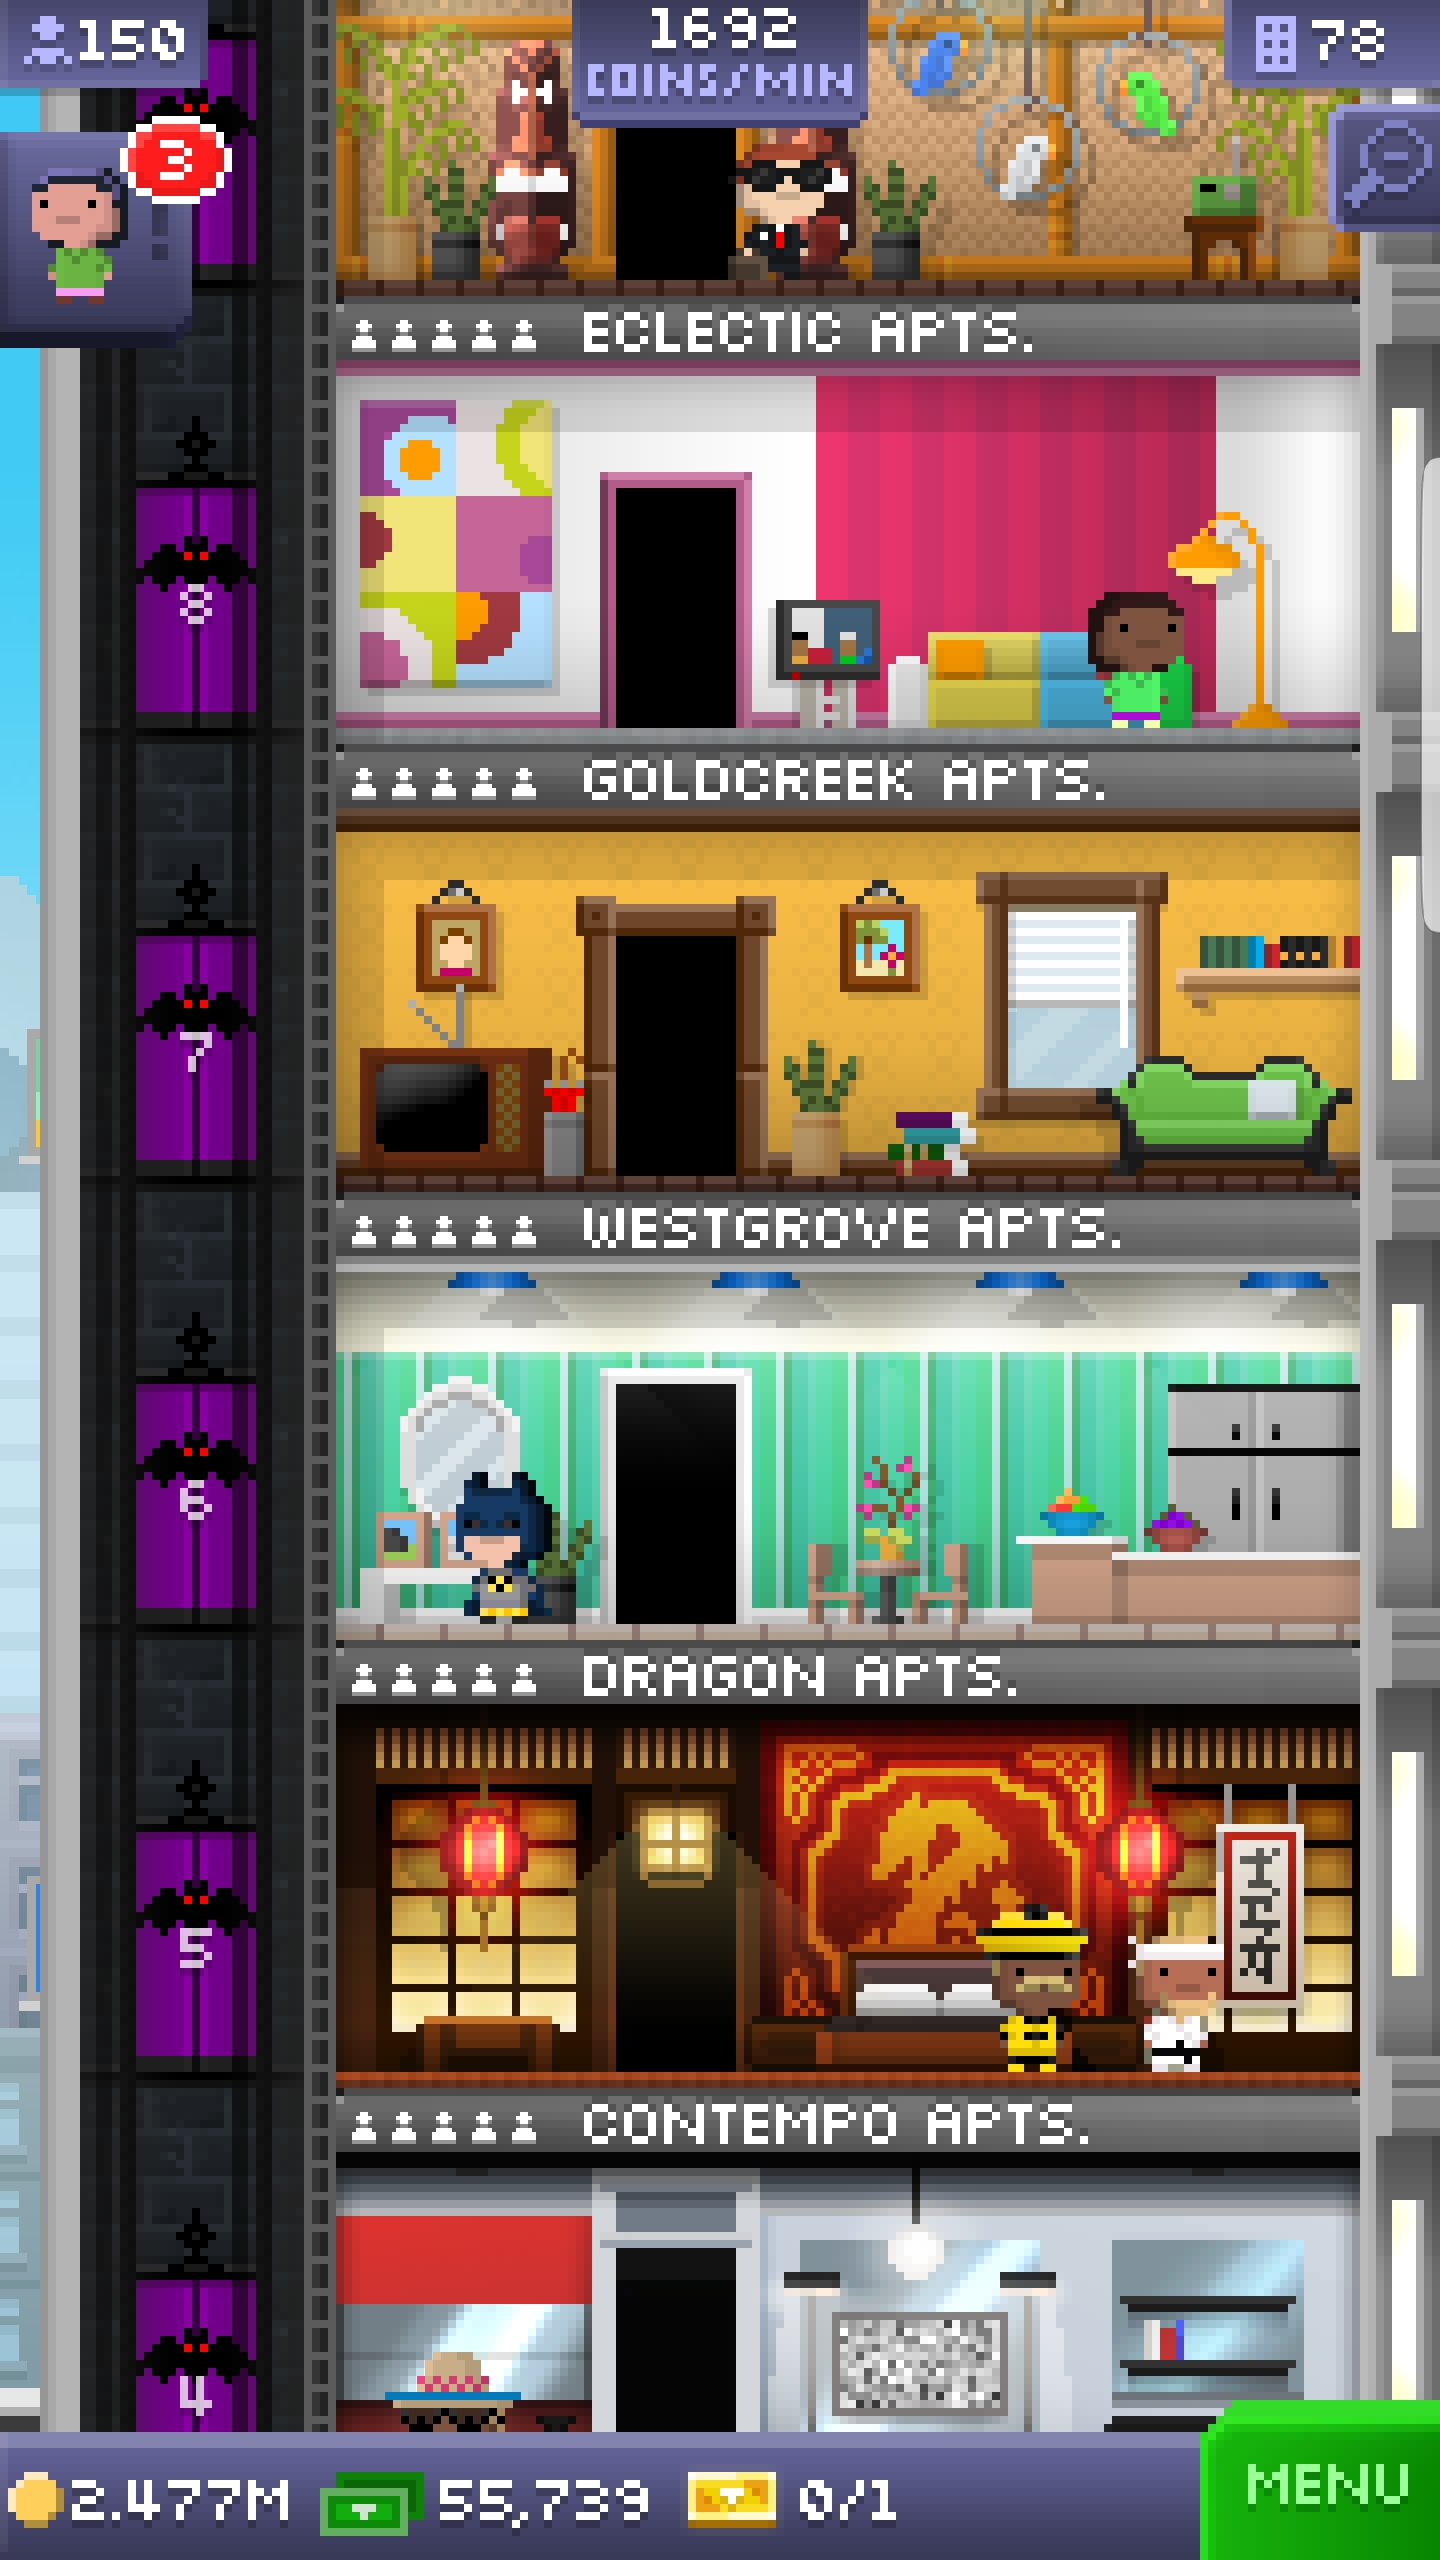 150
1692
COINS/MIN
78
3
ECLECTIC APTS.
8
GOLDCREEK APTS.
7
WESTGROVE APTS.
6
DRAGON APTS.
5
CONTEMPO APTS.
4
2.477M 55,739 0/1
MENU